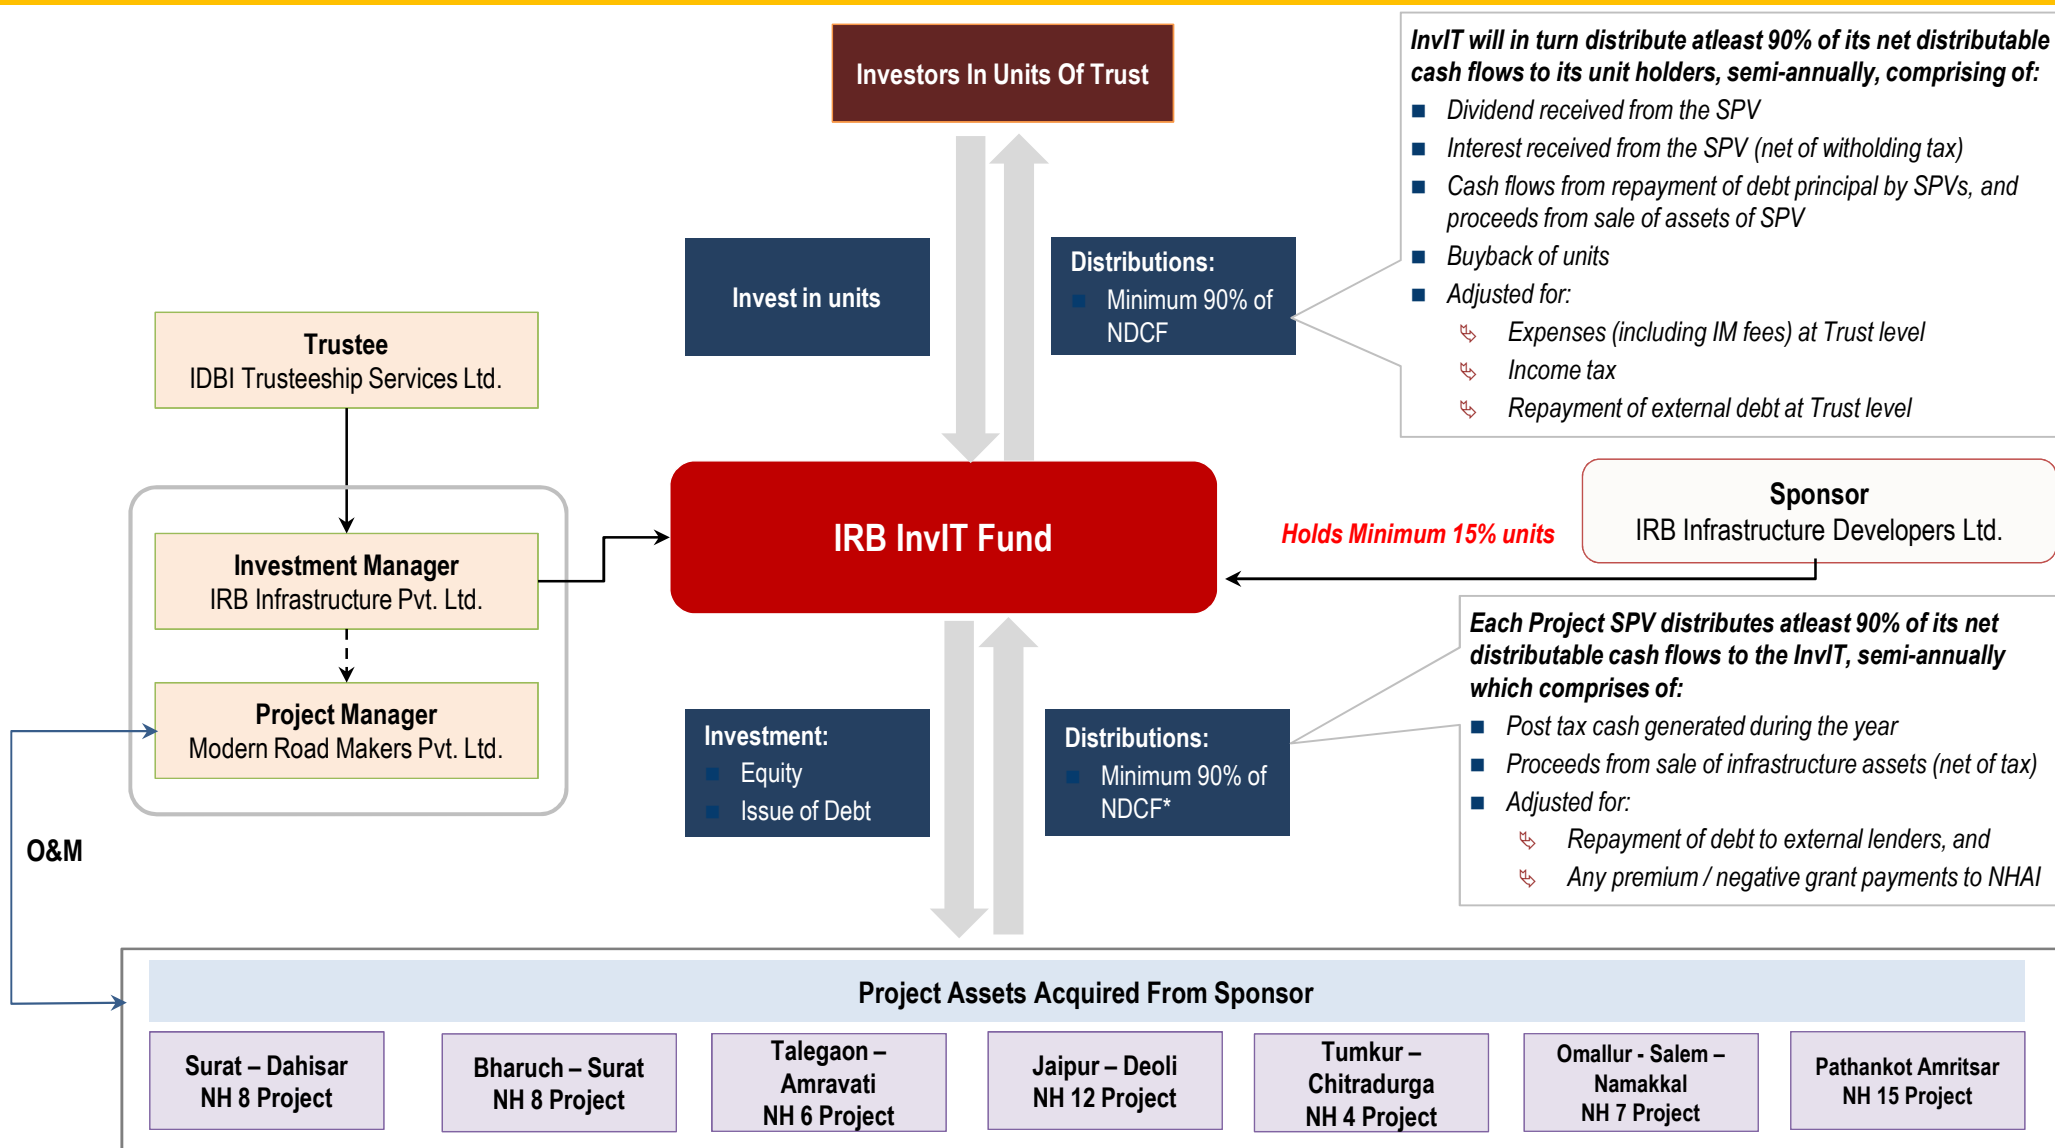 Investors In Units Of Trust
InvIT will in turn distribute atleast 90% of its net distributable
cash flows to its unit holders, semi-annually, comprising of:
Dividend received from the SPV
Interest received from the SPV (net of witholding tax)
Cash flows from repayment of debt principal by SPVs, and
proceeds from sale of assets of SPV
Buyback of units
Adjusted for:
Expenses (including IM fees) at Trust level
Income tax
Repayment of external debt at Trust level
Invest in units
Distributions:
Minimum 90% of
NDCF
Trustee
IDBI Trusteeship Services Ltd.
Investment Manager
IRB Infrastructure Pvt. Ltd.
Project Manager
Modern Road Makers Pvt. Ltd.
IRB InvIT Fund
Holds Minimum 15% units
Sponsor
IRB Infrastructure Developers Ltd.
Each Project SPV distributes atleast 90% of its net
distributable cash flows to the InvIT, semi-annually
which comprises of:
Post tax cash generated during the year
Proceeds from sale of infrastructure assets (net of tax)
Adjusted for:
Repayment of debt to external lenders, and
Any premium / negative grant payments to NHAI
Investment:
Equity
Issue of Debt
Distributions:
Minimum 90% of
NDCF*
O&M
Project Assets Acquired From Sponsor
Surat – Dahisar
NH 8 Project
Bharuch – Surat
NH 8 Project
Talegaon –
Amravati
NH 6 Project
Jaipur – Deoli
NH 12 Project
Tumkur –
Chitradurga
NH 4 Project
Omallur - Salem –
Namakkal
NH 7 Project
Pathankot Amritsar
NH 15 Project